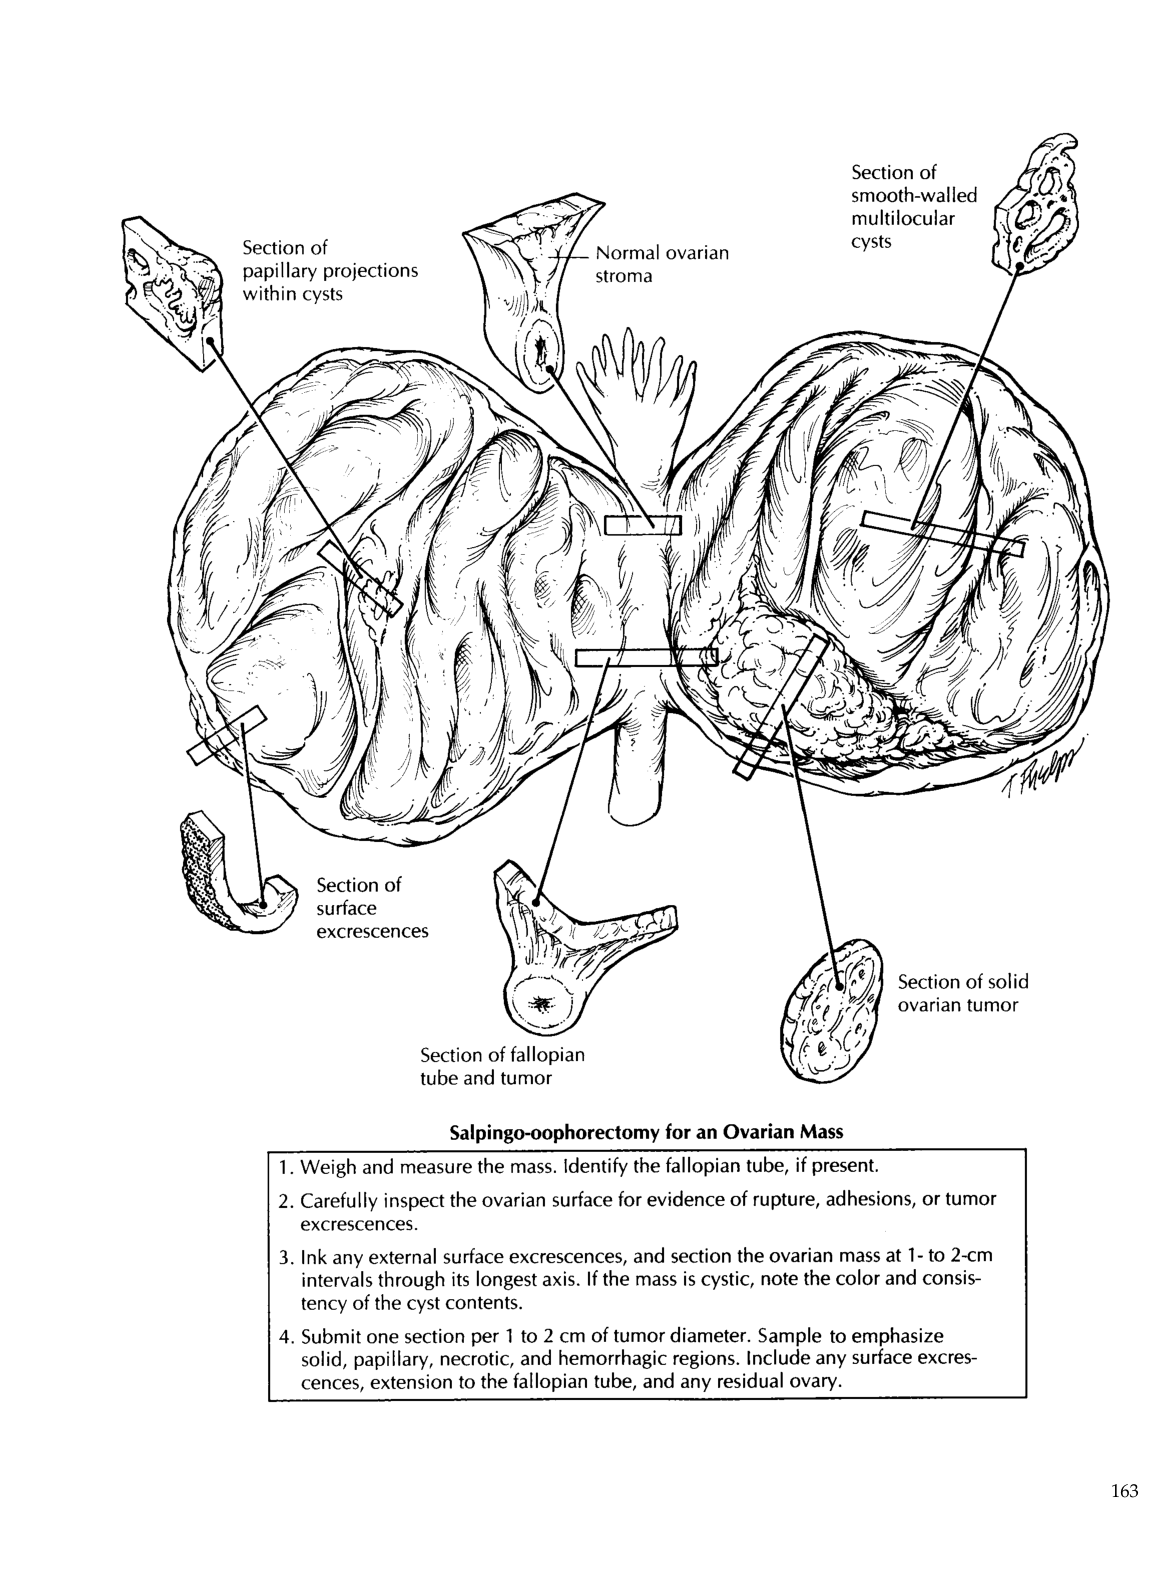 Section of
smooth-walled
multilocular
cysts
Section of
papillary projections
within cysts
Normal ovarian
stroma
T Phelps
Section of
surface
excrescences
Section of solid
ovarian tumor
Section of fallopian
tube and tumor
Salpingo-oophorectomy for an Ovarian Mass
1. Weigh and measure the mass. Identify the fallopian tube, if present.
2. Carefully inspect the ovarian surface for evidence of rupture, adhesions, or tumor
excrescences.
3. Ink any external surface excrescences, and section the ovarian mass at 1- to 2-cm
intervals through its longest axis. If the mass is cystic, note the color and consis-
tency of the cyst contents.
4. Submit one section per 1 to 2 cm of tumor diameter. Sample to emphasize
solid, papillary, necrotic, and hemorrhagic regions. Include any surface excres-
cences, extension to the fallopian tube, and any residual ovary.
163